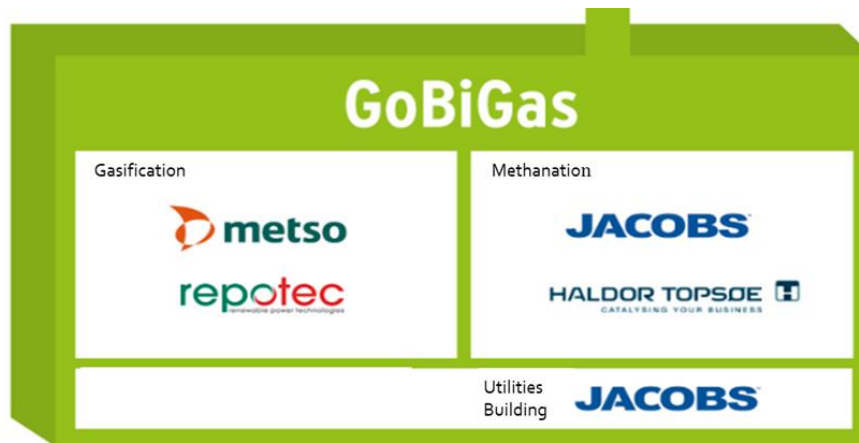 GoBiGas
Gasification
metso
repotec
renewable power technologies
Methanation
JACOBS
HALDOR TOPSØE H
CATALYSING YOUR BUSINESS
Utilities
Building
JACOBS